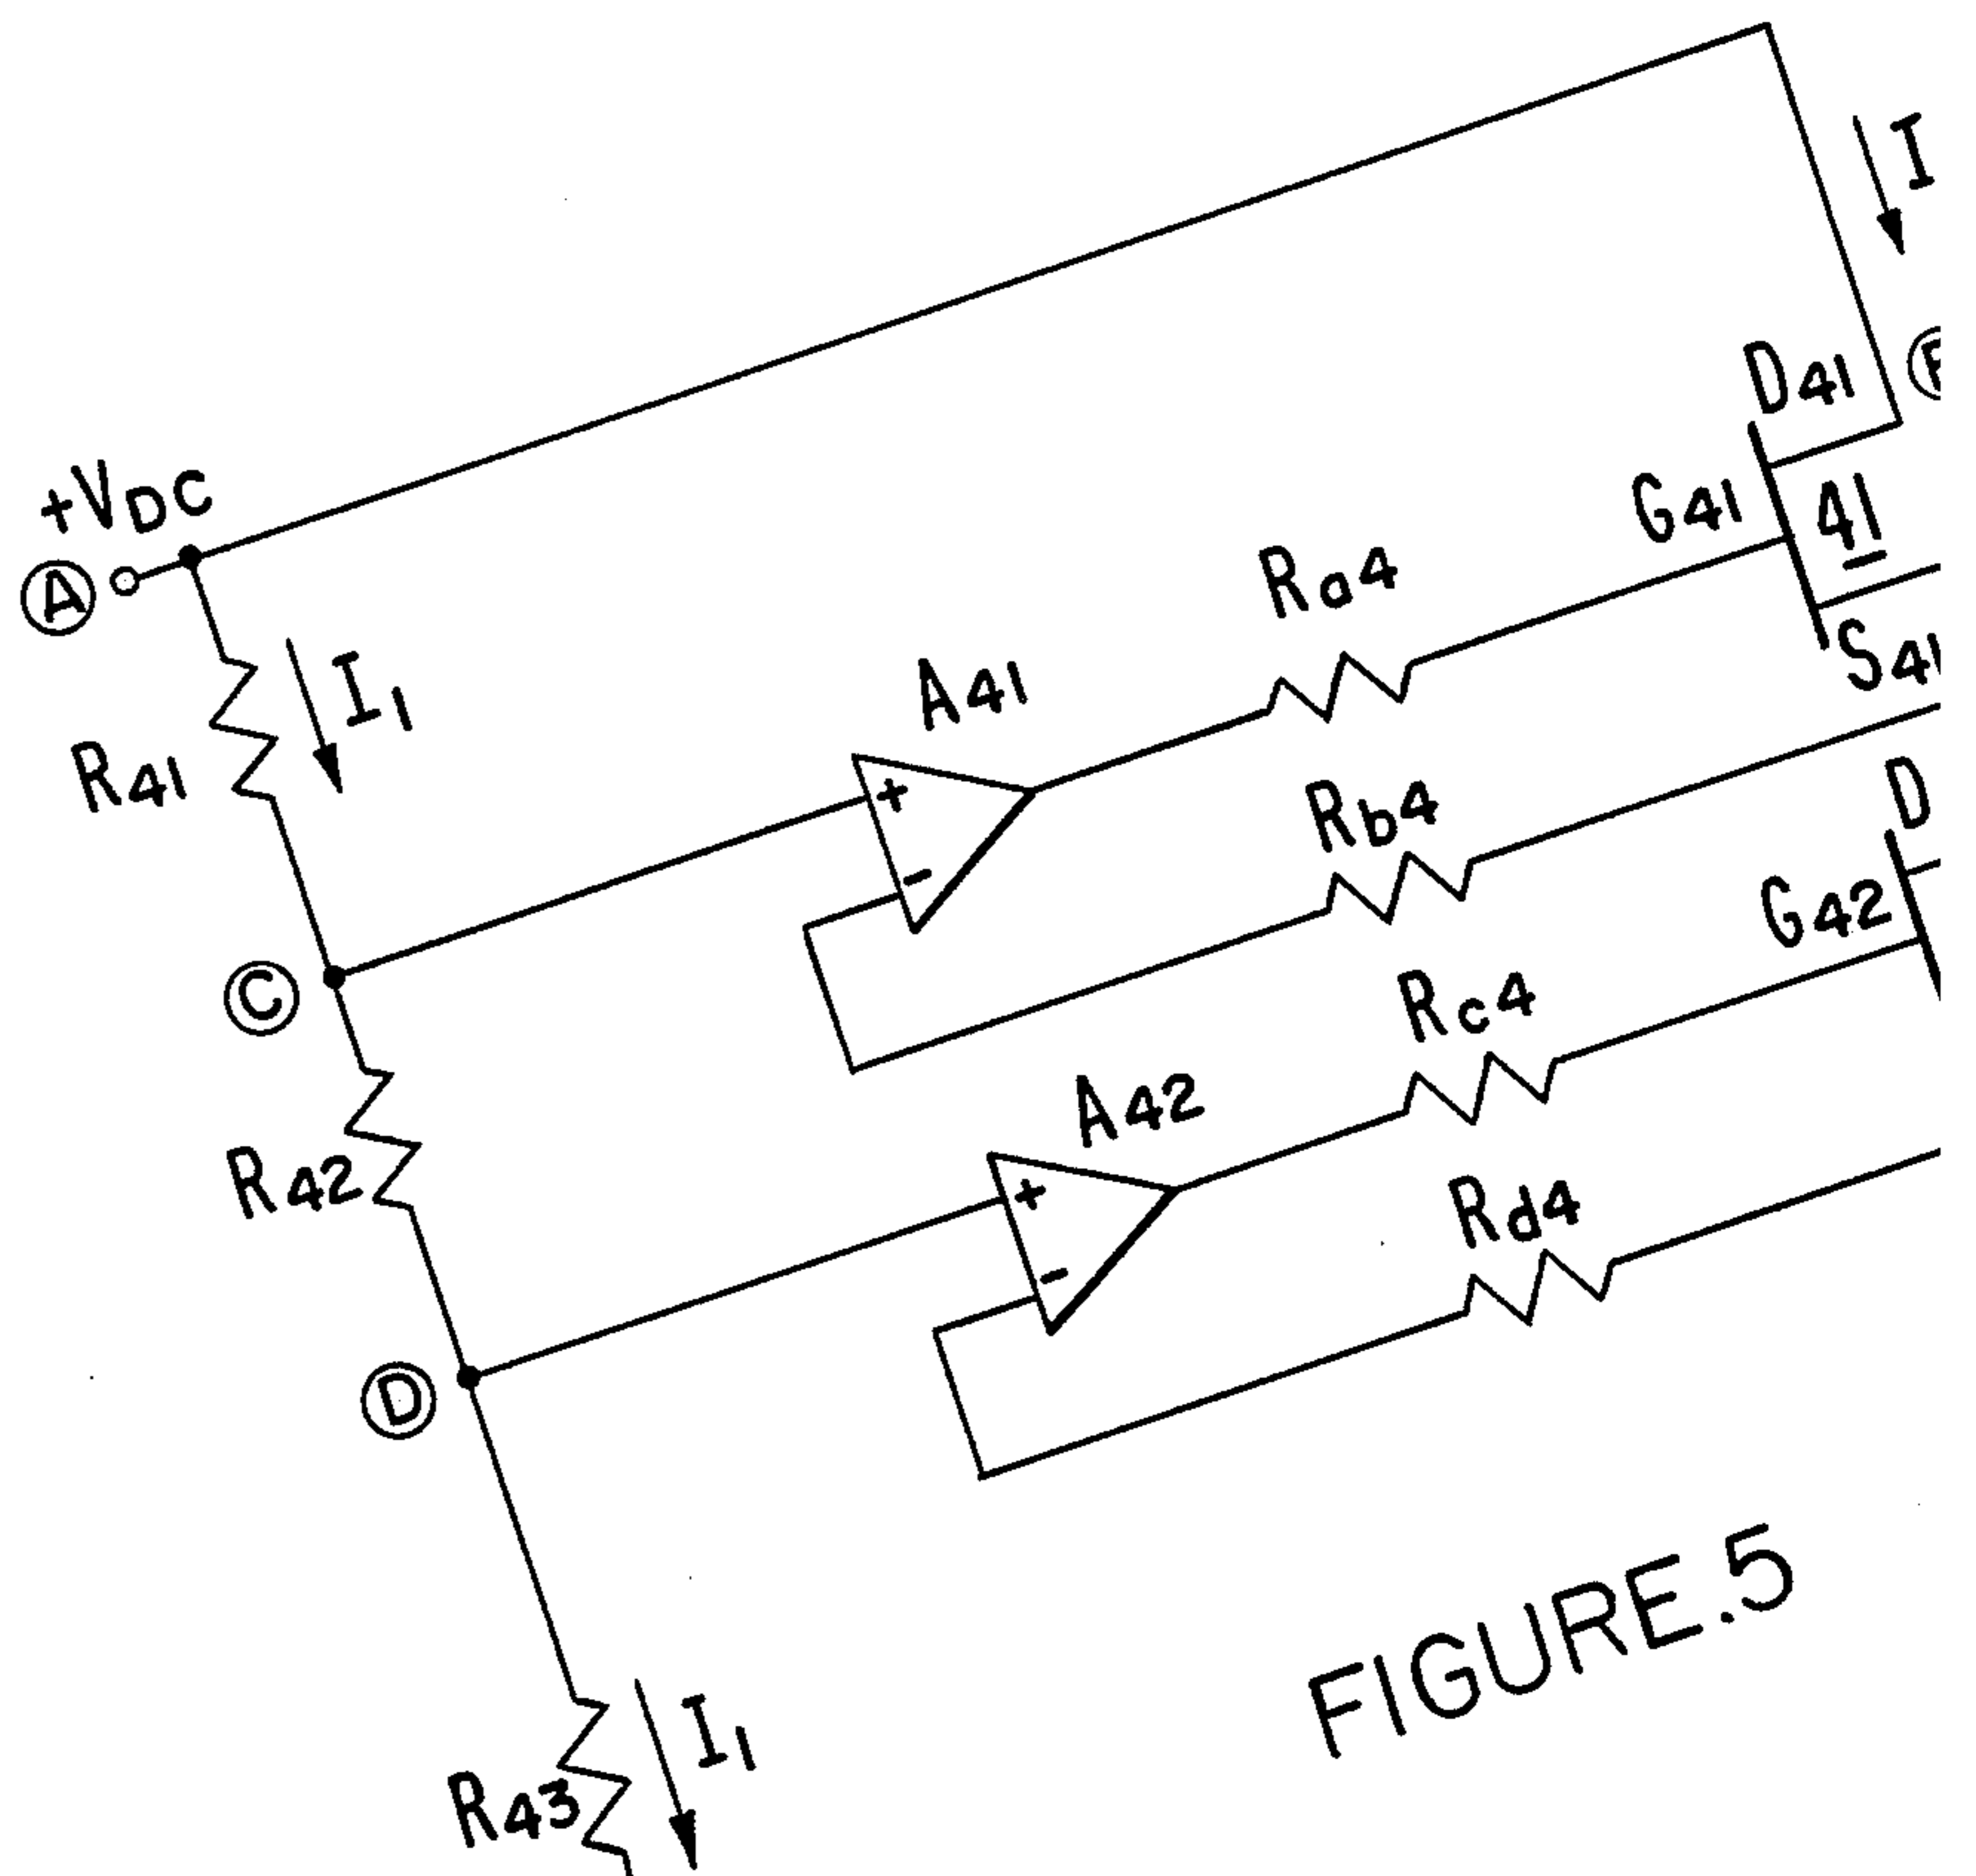 I
D41
+VDC
G41
41
A
Ra4
S41
I1
A41
R41
+
Rb4
D
-
G42
C
Rc4
A42
R42
+
Rd4
-
D
FIGURE.5
I1
R43